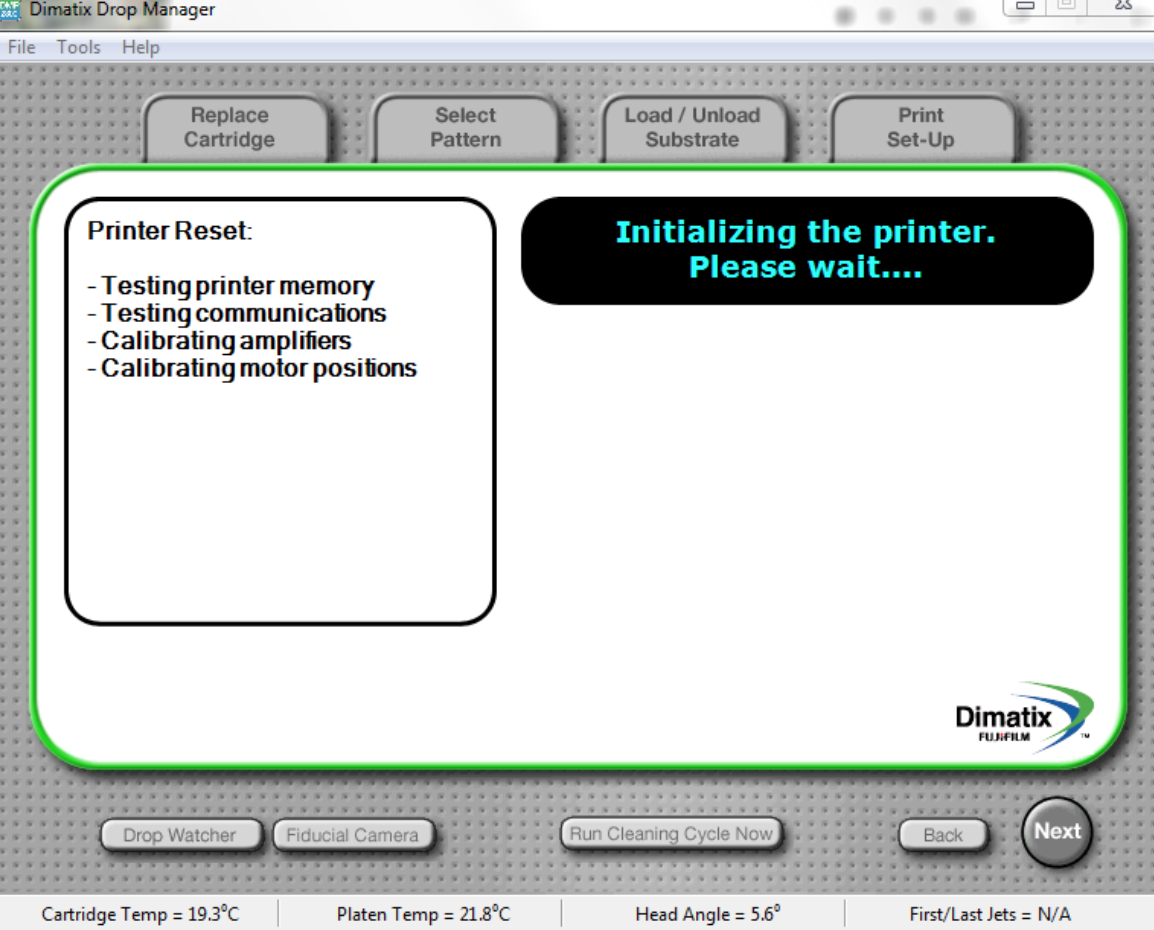 Dimatix Drop Manager
File Tools Help
Replace
Cartridge
Select
Pattern
Load / Unload
Substrate
Print
Set-Up
Printer Reset:
- Testing printer memory
- Testing communications
- Calibrating amplifiers
- Calibrating motor positions
Initializing the printer.
Please wait....
Dimatix
FUJIFILM
TM
Drop Watcher
Fiducial Camera
Run Cleaning Cycle Now
Back
Next
Cartridge Temp = 19.3⁰C
Platen Temp = 21.8⁰C
Head Angle = 5.6⁰
First/Last Jets = N/A